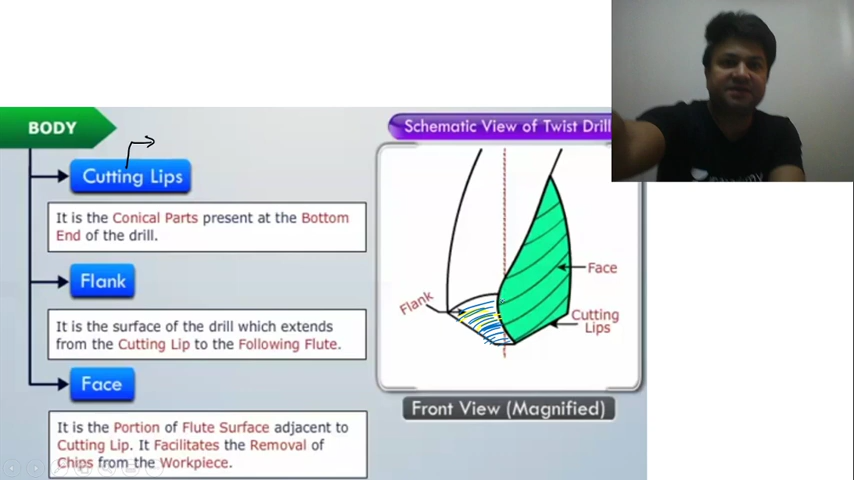 BODY
Cutting Lips
It is the Conical Parts present at the Bottom
End of the drill.
Flank
It is the surface of the drill which extends
from the Cutting Lip to the Following Flute.
Face
It is the Portion of Flute Surface adjacent to
Cutting Lip. It Facilitates the Removal of
Chips from the Workpiece.
Schematic View of Twist Drill
Face
Flank
Cutting
Lips
Front View (Magnified)